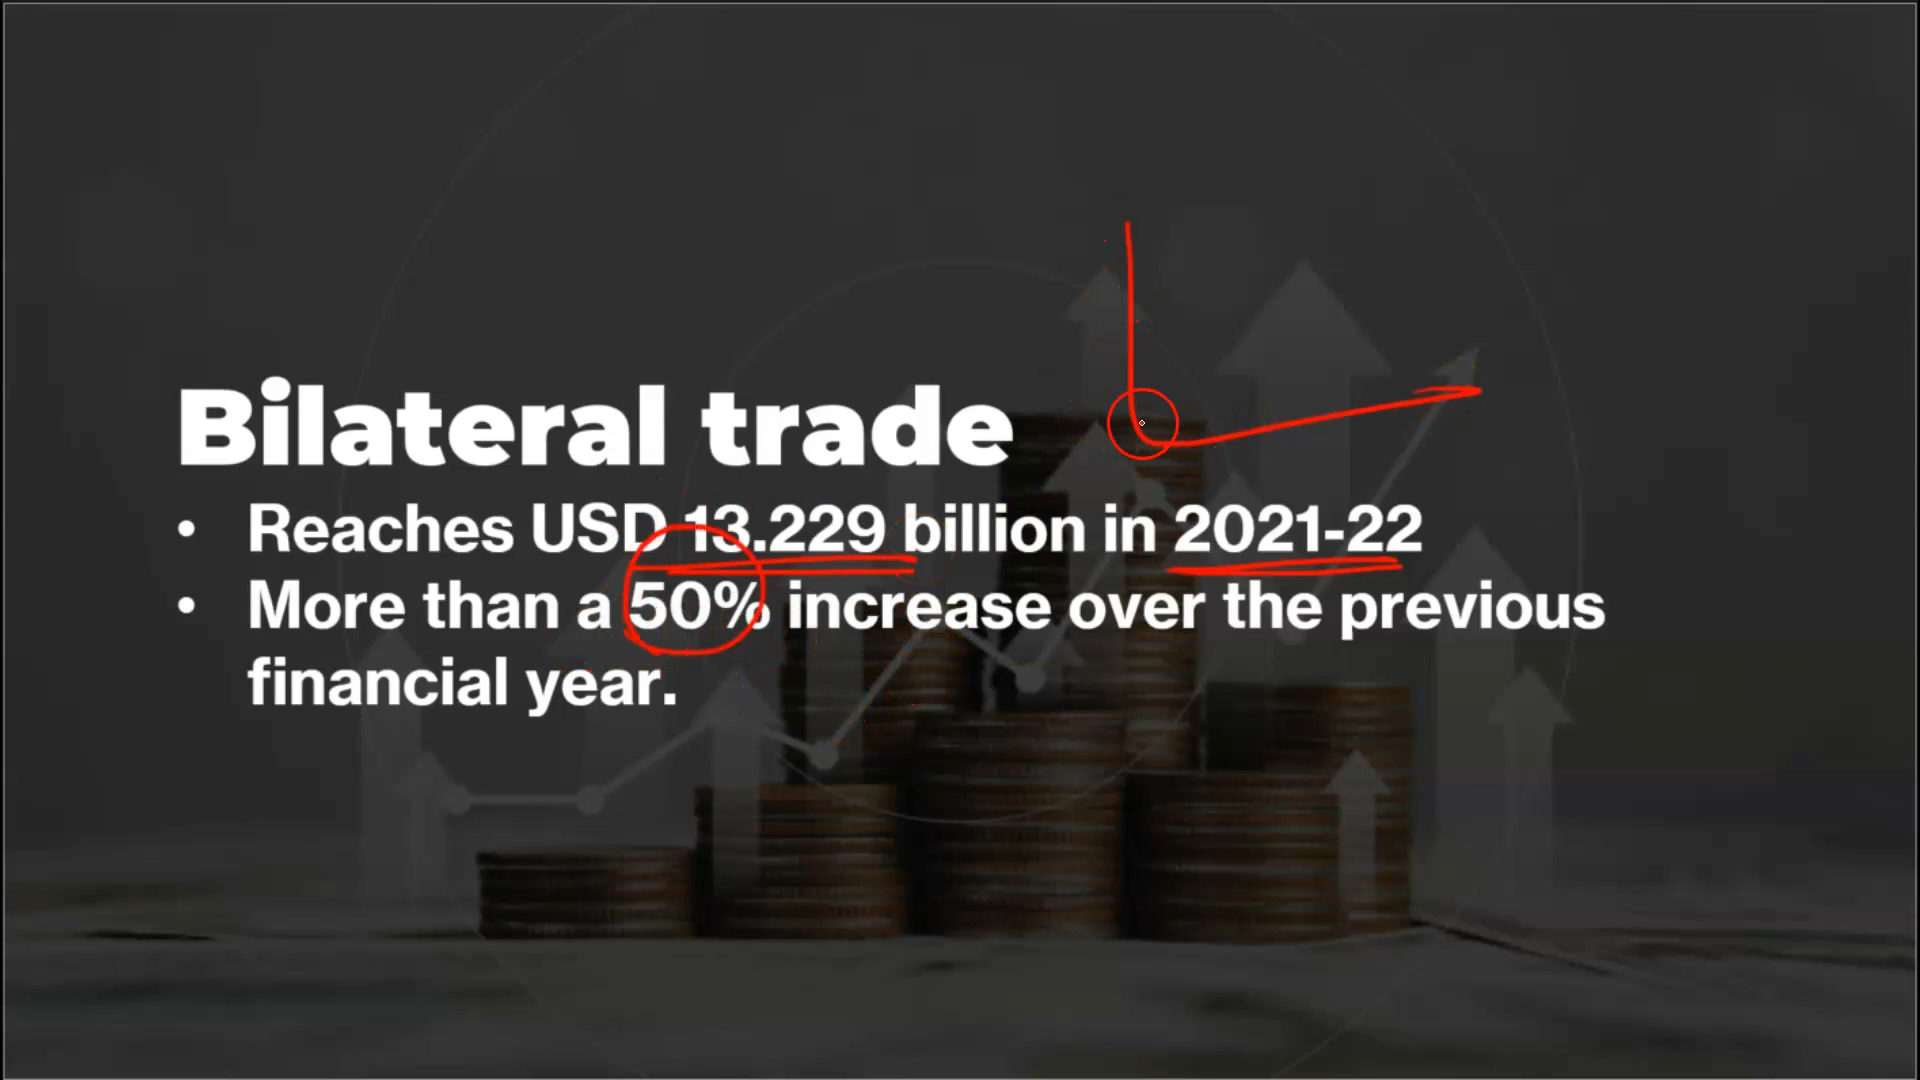 Bilateral trade
• Reaches USD 13.229 billion in 2021-22
• More than a 50% increase over the previous
financial year.